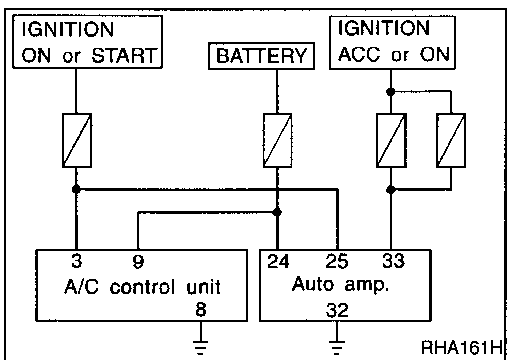 IGNITION
ON or START
BATTERY
IGNITION
ACC or ON
3 9
A/C control unit
8
24 25 33
Auto amp.
32
RHA161H